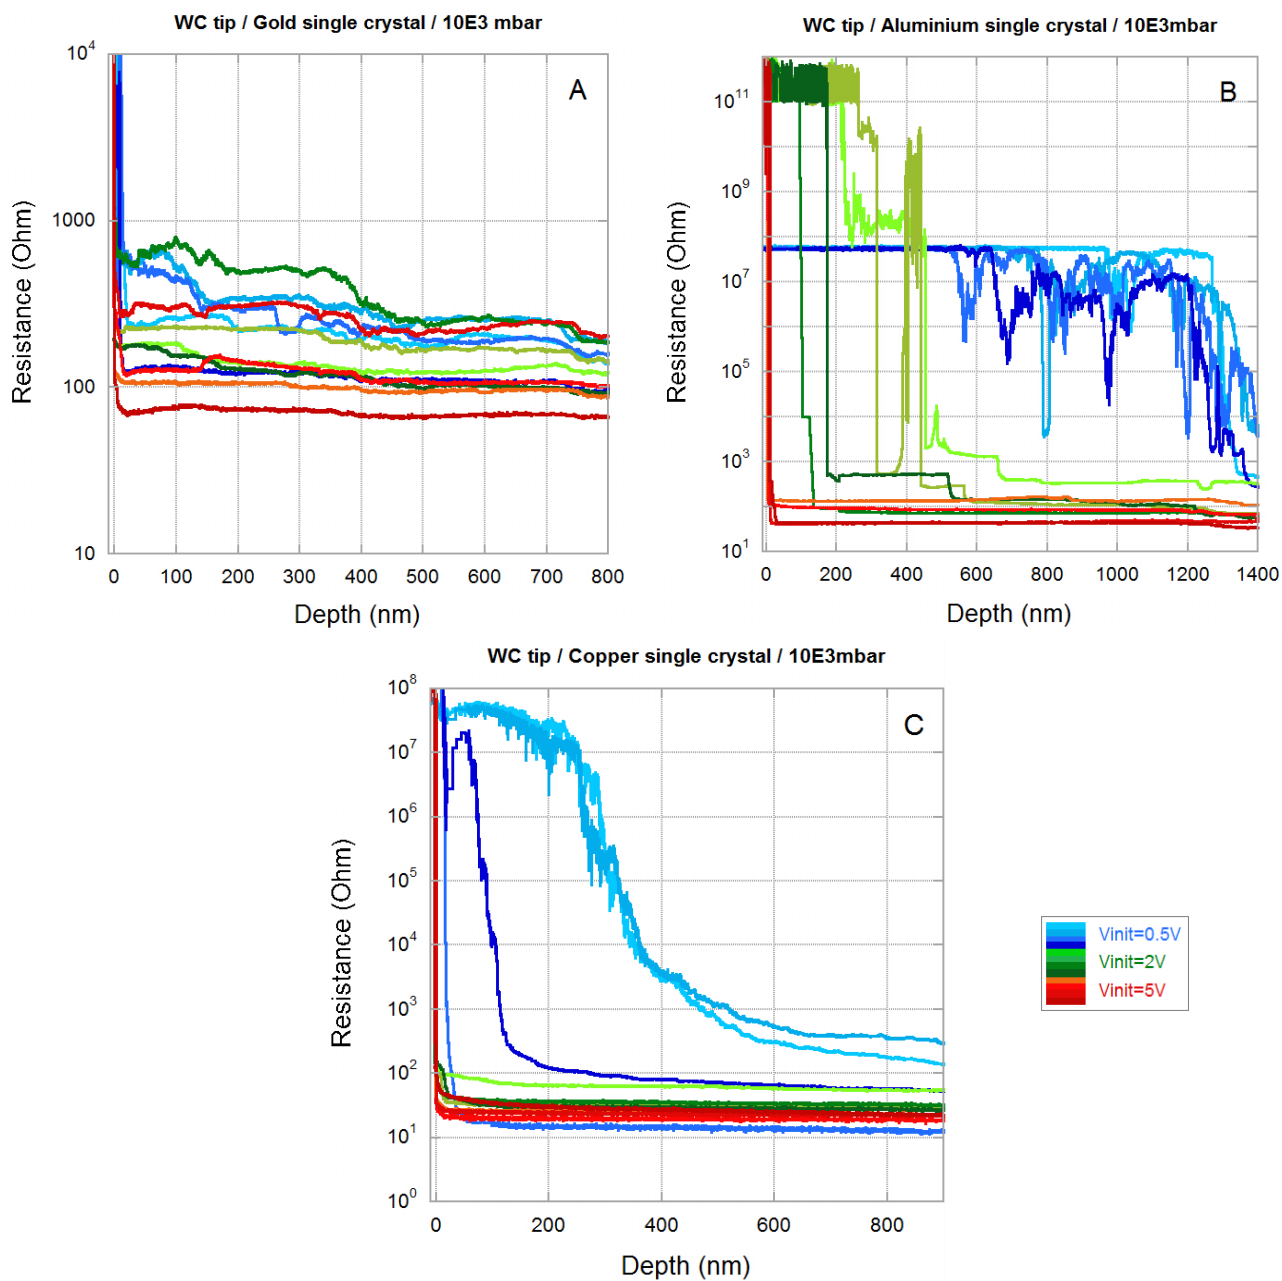 WC tip / Gold single crystal / 10E3 mbar
A
Resistance (Ohm)
10⁴
1000
100
10
0 100 200 300 400 500 600 700 800
Depth (nm)
WC tip / Aluminium single crystal / 10E3mbar
B
Resistance (Ohm)
10¹¹
10⁹
10⁷
10⁵
10³
10¹
0 200 400 600 800 1000 1200 1400
Depth (nm)
WC tip / Copper single crystal / 10E3mbar
C
Resistance (Ohm)
10⁸
10⁷
10⁶
10⁵
10⁴
10³
10²
10¹
10⁰
0 200 400 600 800
Depth (nm)
Vinit=0.5V
Vinit=2V
Vinit=5V